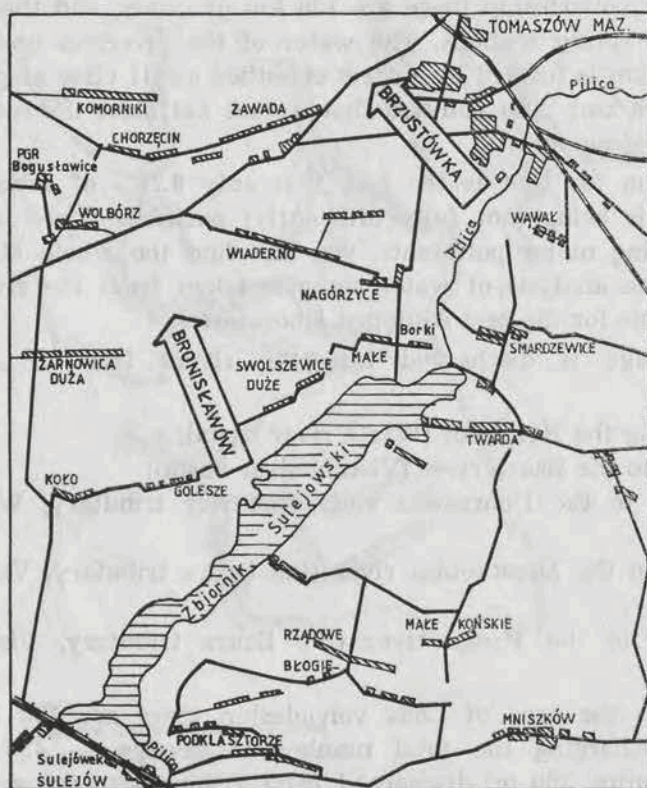 TOMASZÓW MAZ.
Pilica
KOMORNIKI
ZAWADA
CHORZĘCIN
BRZUSTÓWKA
PGR
Bogusławice
WOLBÓRZ
WAWAŁ
Pilica
WIADERNO
NAGÓRZYCE
Borki
SMARDZEWICE
ŻARNOWICA
DUŻA
BRONISŁAWÓW
SWOLSZEWICE
DUŻE
MAŁE
TWARDA
KOŁO
GOLESZE
Zbiornik Sulejowski
RZĄDOWE
BŁOGIE
MAŁE
KOŃSKIE
MNISZKÓW
PODKLASZTORZE
Pilica
Sulejówek
SULEJÓW